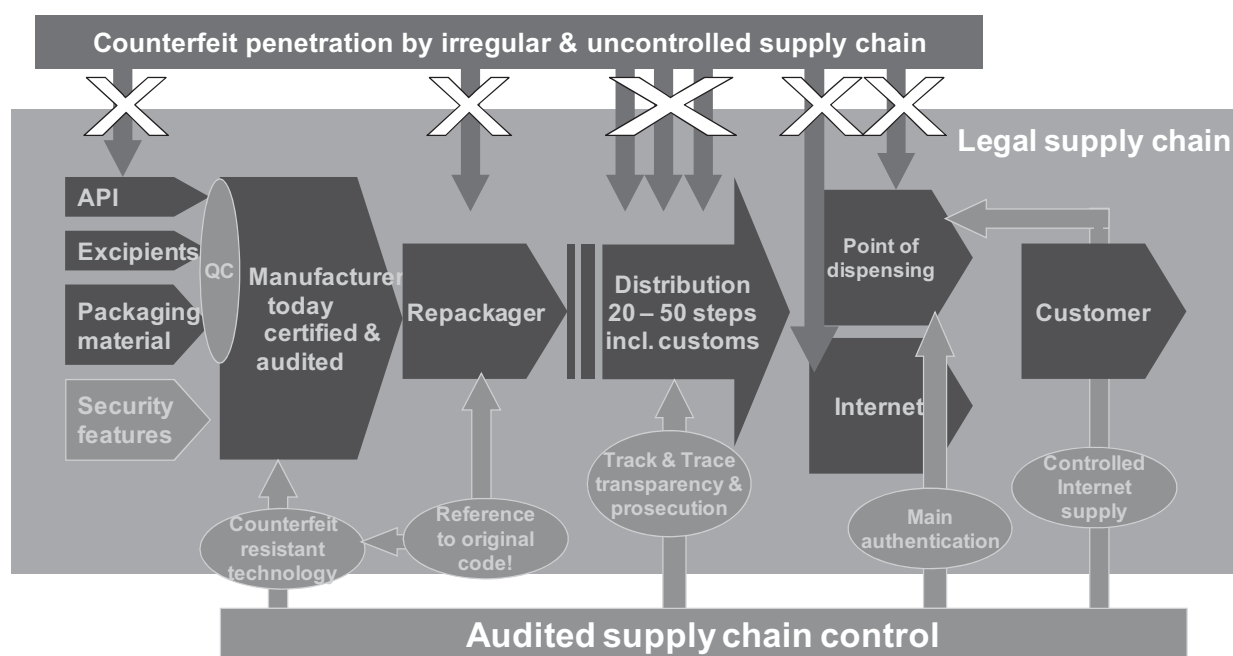 Counterfeit penetration by irregular & uncontrolled supply chain
Legal supply chain
API
Excipients
Packaging
material
Security
features
QC
Manufacturer
today
certified &
audited
Repackager
Distribution
20 – 50 steps
incl. customs
Point of
dispensing
Internet
Customer
Counterfeit
resistant
technology
Reference
to original
code!
Track & Trace
transparency &
prosecution
Main
authentication
Controlled
Internet
supply
Audited supply chain control